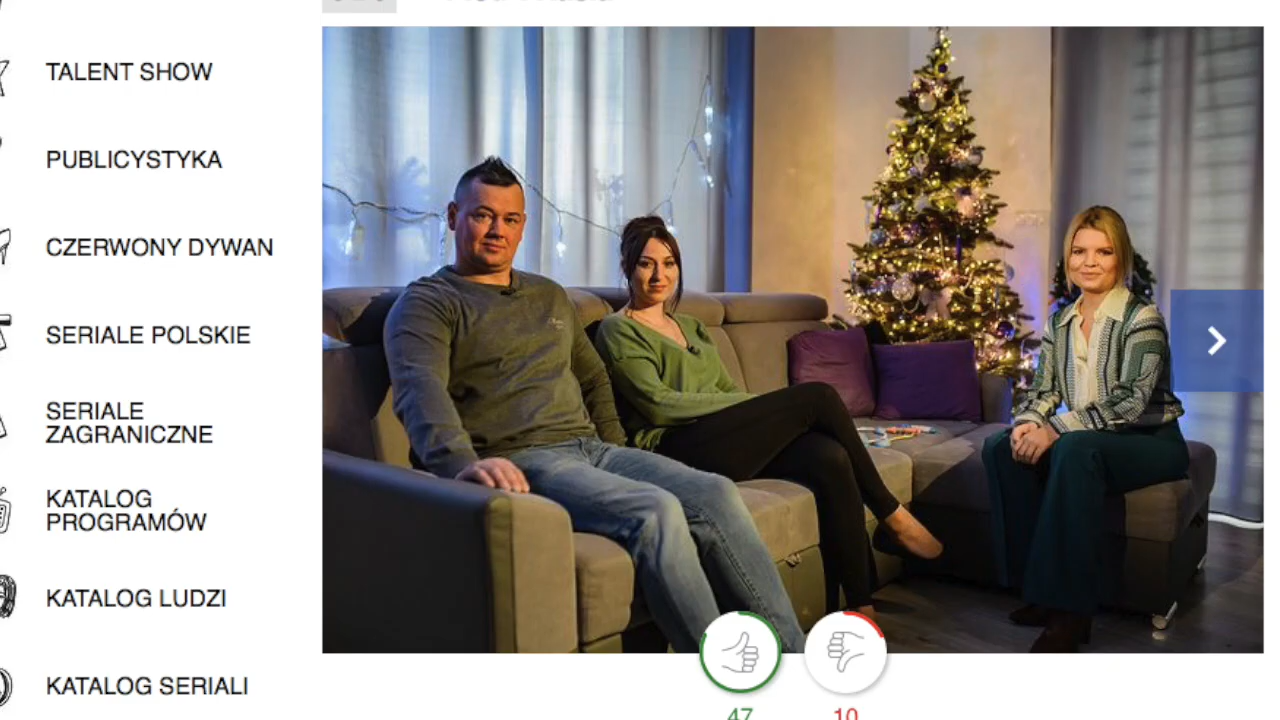 TALENT SHOW
PUBLICYSTYKA
CZERWONY DYWAN
SERIALE POLSKIE
SERIALE
ZAGRANICZNE
KATALOG
PROGRAMÓW
KATALOG LUDZI
KATALOG SERIALI
47
10